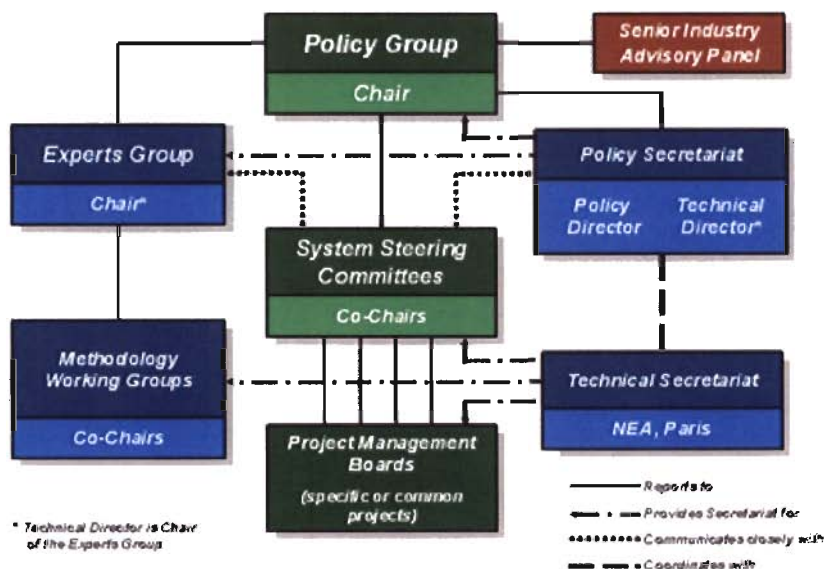 Policy Group
Chair
Senior Industry
Advisory Panel
Experts Group
Chair*
Policy Secretariat
Policy
Director
Technical
Director*
System Steering
Committees
Co-Chairs
Methodology
Working Groups
Co-Chairs
Technical Secretariat
NEA, Paris
Project Management
Boards
(specific or common
projects)
* Technical Director is Chair
of the Experts Group
Reports to
Provides Secretariat for
Communicates closely with
Coordinates with